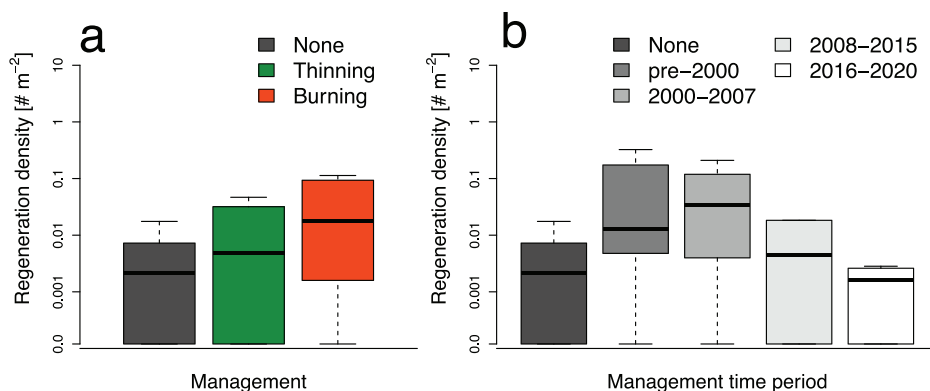 a
None
Thinning
Burning
Regeneration density [# m⁻²]
10
1
0.1
0.01
0.001
0.0
Management
b
None
pre−2000
2000−2007
2008−2015
2016−2020
Regeneration density [# m⁻²]
10
1
0.1
0.01
0.001
0.0
Management time period